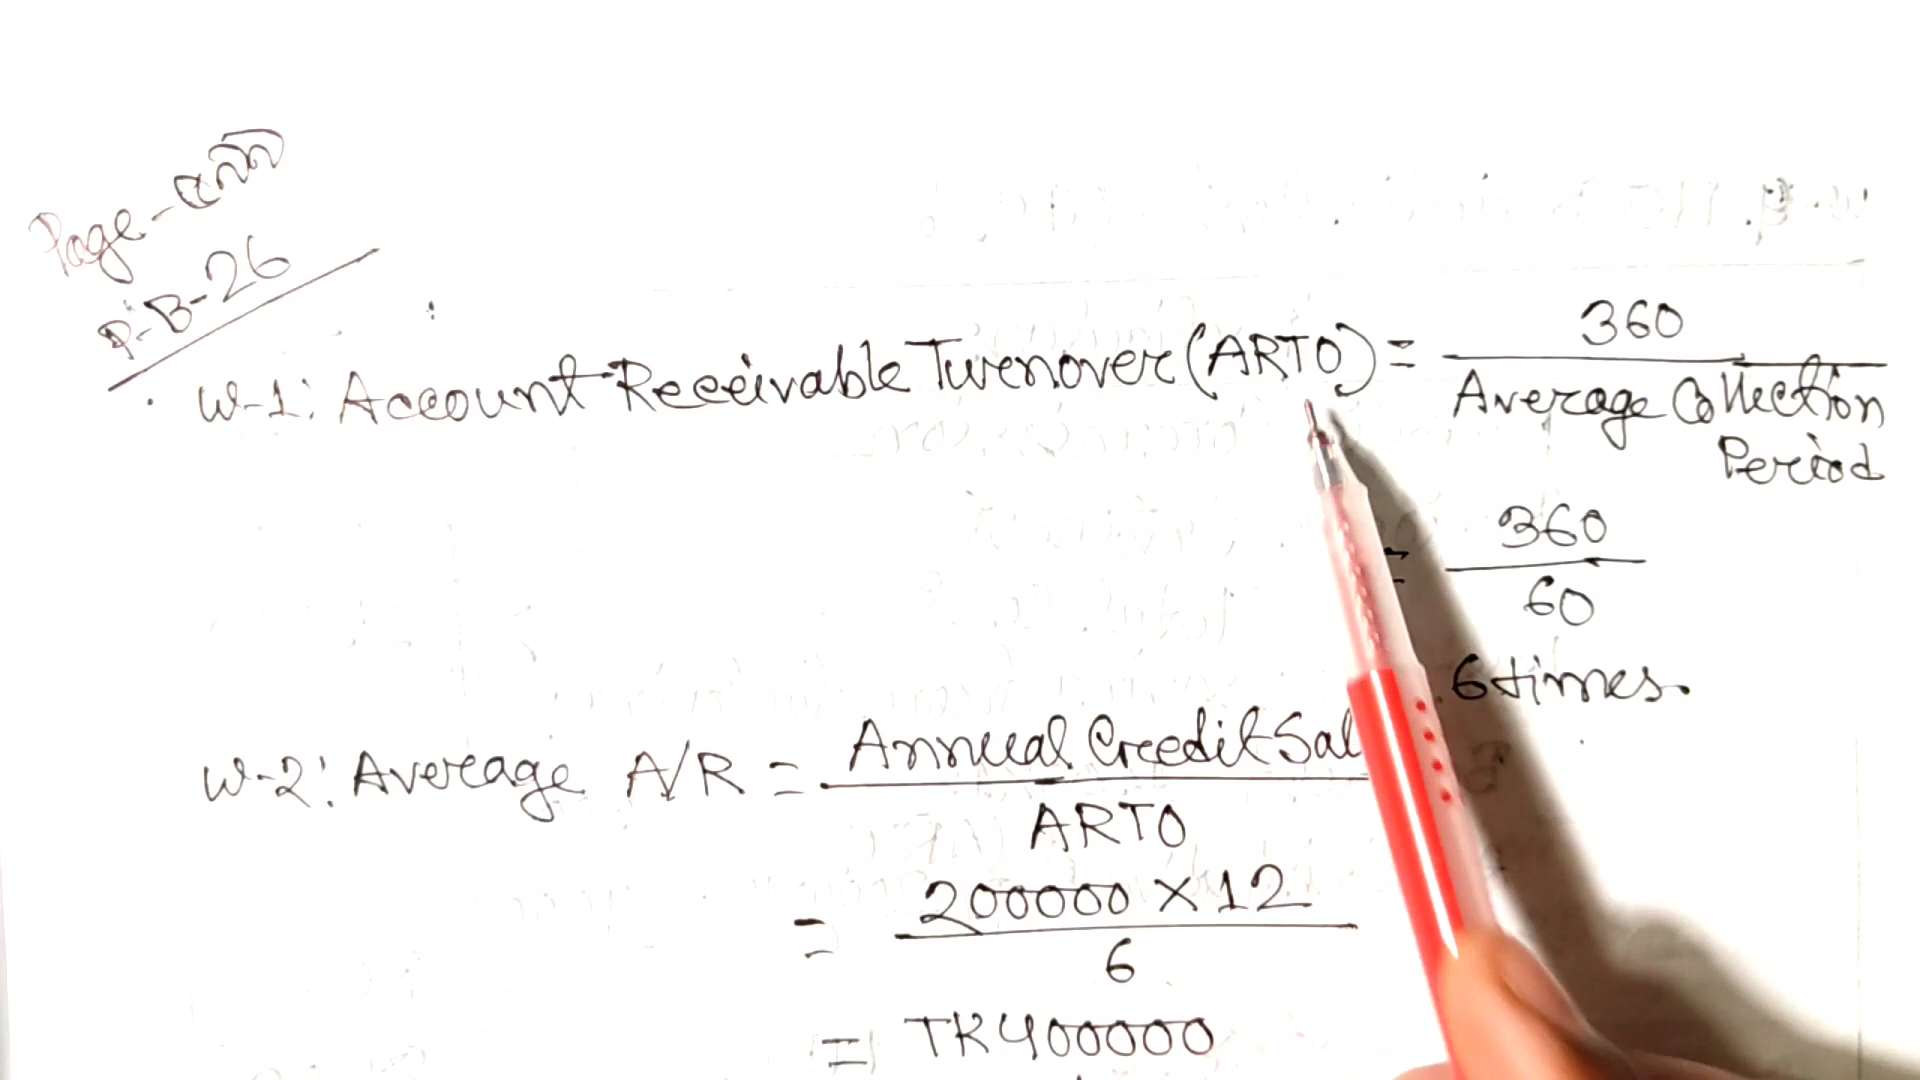 Page-
P-B-26
W-1: Account Receivable Turnover (ARTO) = 360 / Average Collection Period
= 360 / 60
6 times.
W-2: Average A/R = Annual Credit Sal
ARTO
= 200000 × 12 / 6
= TK 400000